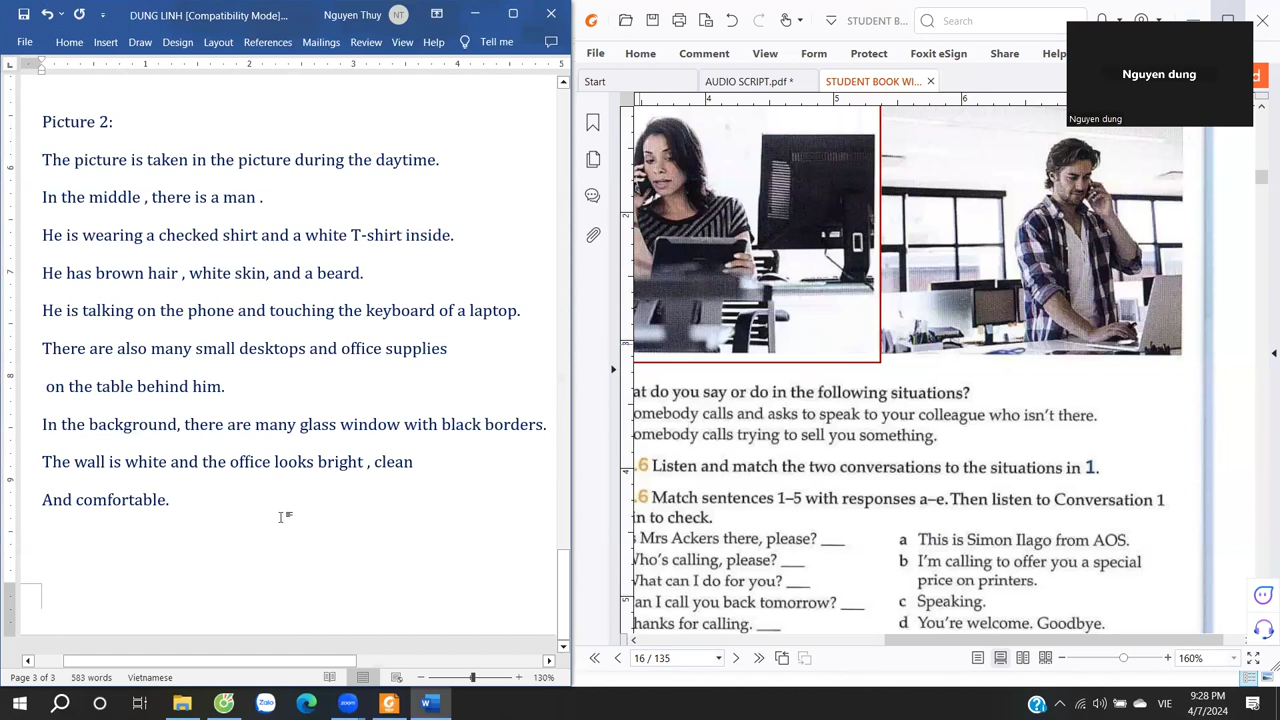 DUNG LINH [Compatibility Mode]...
Nguyen Thuy
NT
File Home Insert Draw Design Layout References Mailings Review View Help Tell me
1 2 3 4 5
Picture 2:
The picture is taken in the picture during the daytime.
In the middle , there is a man .
He is wearing a checked shirt and a white T-shirt inside.
He has brown hair , white skin, and a beard.
He is talking on the phone and touching the keyboard of a laptop.
There are also many small desktops and office supplies
on the table behind him.
In the background, there are many glass window with black borders.
The wall is white and the office looks bright , clean
And comfortable.
Page 3 of 3 583 words Vietnamese 130%
STUDENT B...
Search
File Home Comment View Form Protect Foxit eSign Share Help
Start
AUDIO SCRIPT.pdf *
STUDENT BOOK WI...
4 5 6
Nguyen dung
Nguyen dung
at do you say or do in the following situations?
omebody calls and asks to speak to your colleague who isn't there.
omebody calls trying to sell you something.
.6 Listen and match the two conversations to the situations in 1.
.6 Match sentences 1–5 with responses a–e. Then listen to Conversation 1
in to check.
s Mrs Ackers there, please? ___
Who's calling, please? ___
What can I do for you? ___
an I call you back tomorrow? ___
hanks for calling. ___
a This is Simon Ilago from AOS.
b I'm calling to offer you a special
price on printers.
c Speaking.
d You're welcome. Goodbye.
16 / 135
160%
Zalo
zoom
VIE
9:28 PM
4/7/2024